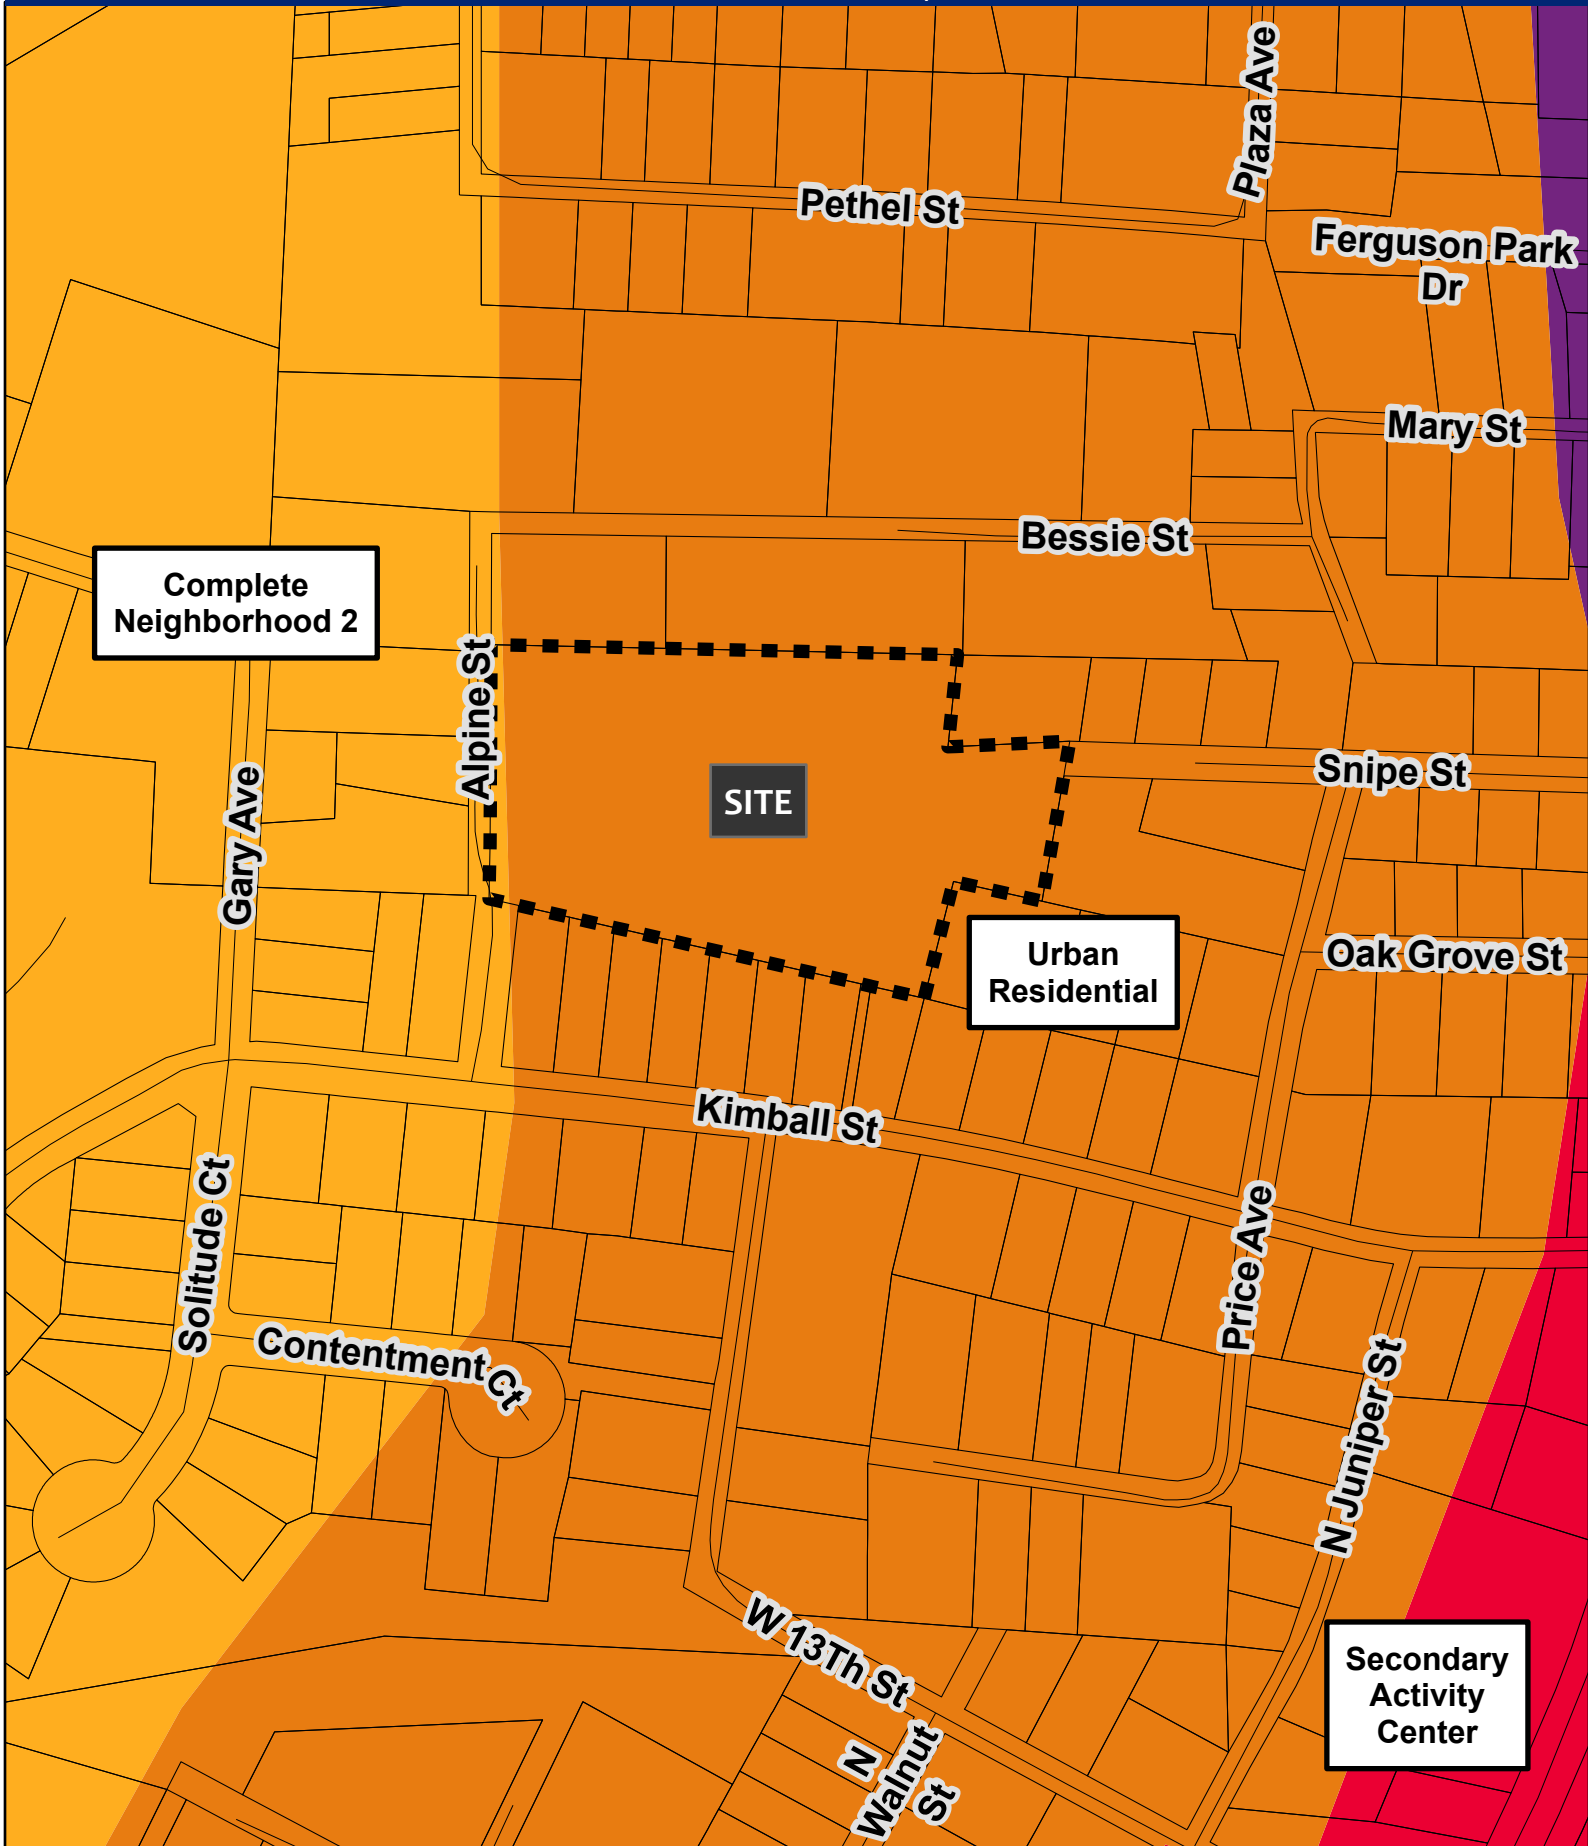 Plaza Ave
Pethel St
Ferguson Park
Dr
Mary St
Bessie St
Complete
Neighborhood 2
Alpine St
Snipe St
SITE
Gary Ave
Urban
Residential
Oak Grove St
Kimball St
Solitude Ct
Price Ave
Contentment Ct
N Juniper St
W 13Th St
Secondary
Activity
Center
N
Walnut
St